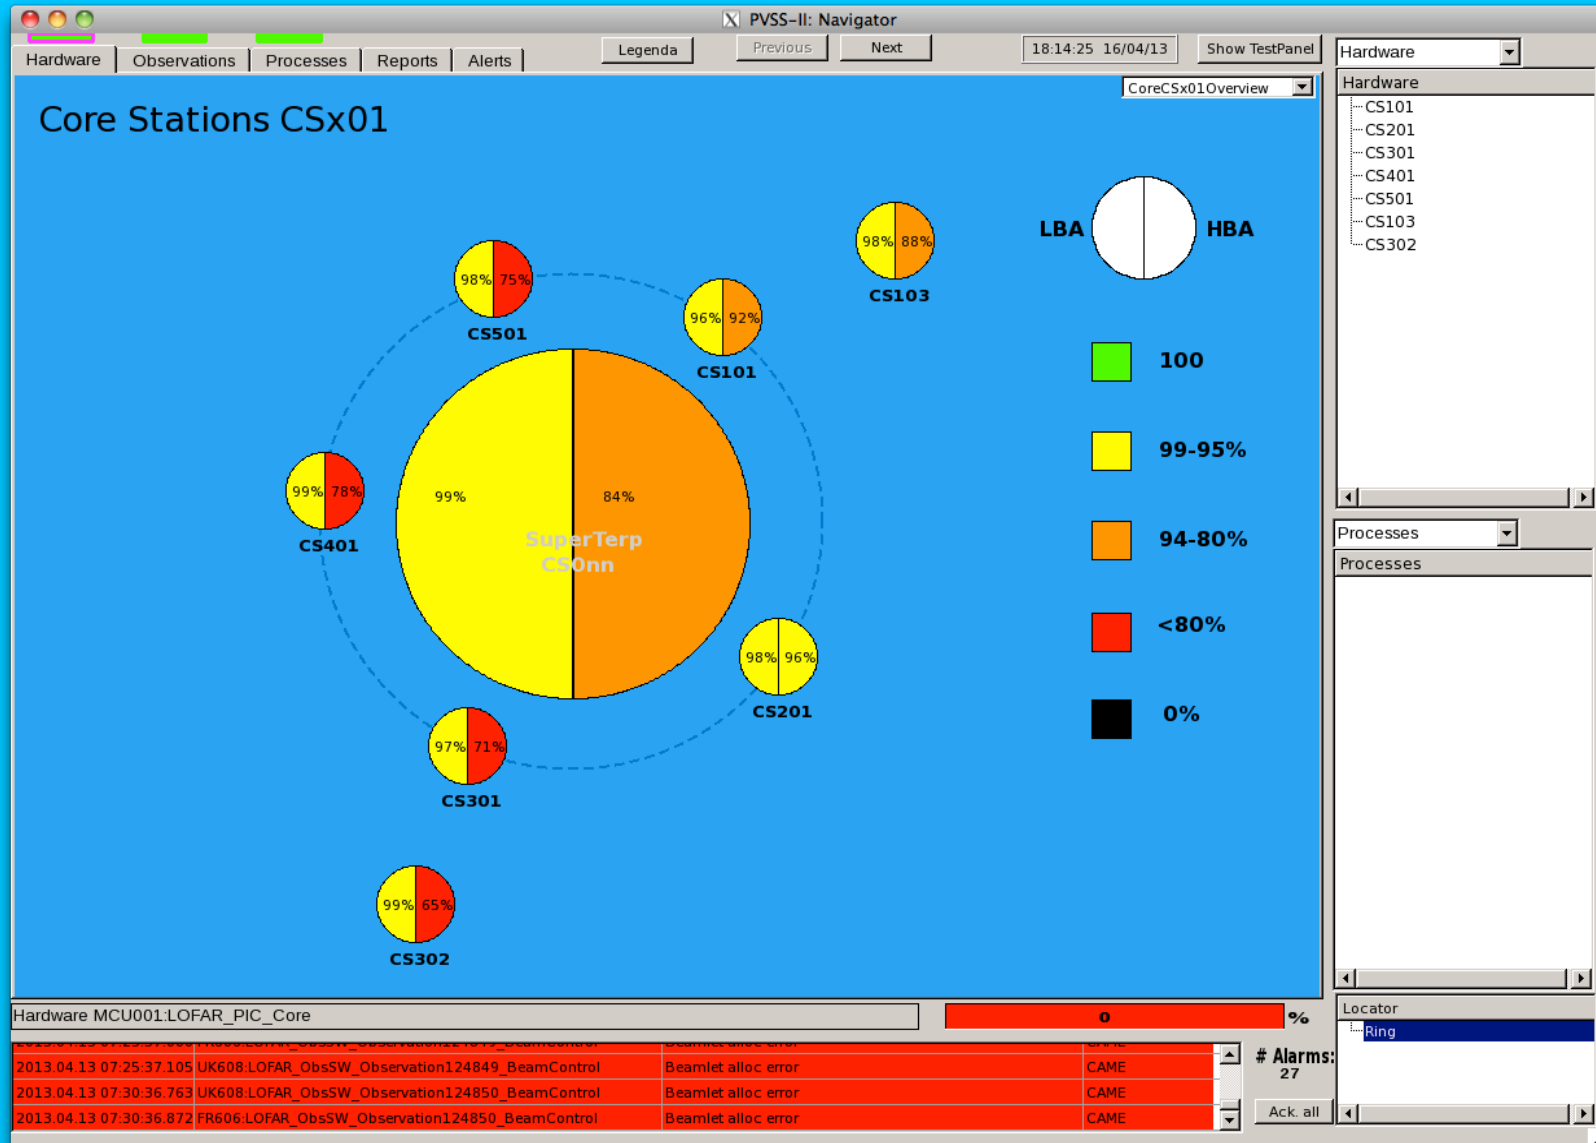 PVSS-II: Navigator
Hardware Observations Processes Reports Alerts
Legenda Previous Next 18:14:25 16/04/13 Show TestPanel
CoreCSx01Overview
Core Stations CSx01
98% 88%
CS103
LBA HBA
98% 75%
CS501
96% 92%
CS101
100
99-95%
94-80%
<80%
0%
99% 78%
CS401
99% 84%
SuperTerp
CS0nn
98% 96%
CS201
97% 71%
CS301
99% 65%
CS302
Hardware
Hardware
CS101
CS201
CS301
CS401
CS501
CS103
CS302
Processes
Processes
Locator
Ring
Hardware MCU001:LOFAR_PIC_Core
0 %
2013.04.13 07:25:37.105 UK608:LOFAR_ObsSW_Observation124849_BeamControl Beamlet alloc error CAME
2013.04.13 07:30:36.763 UK608:LOFAR_ObsSW_Observation124850_BeamControl Beamlet alloc error CAME
2013.04.13 07:30:36.872 FR606:LOFAR_ObsSW_Observation124850_BeamControl Beamlet alloc error CAME
# Alarms:
27
Ack. all